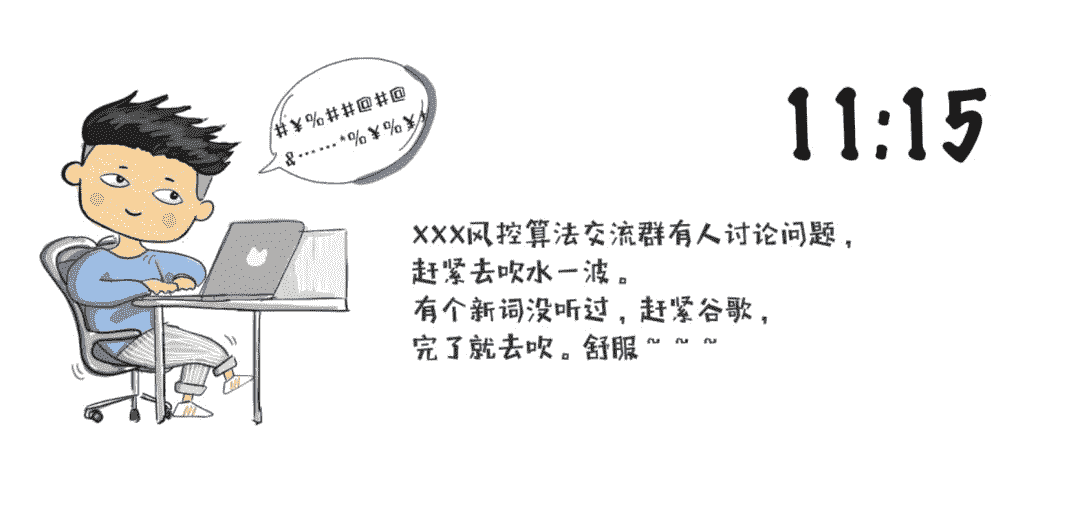 #¥%###@#@
&……*%¥%¥¥
11:15
XXX风控算法交流群有人讨论问题，
赶紧去吹水一波。
有个新词没听过，赶紧谷歌，
完了就去吹。舒服~~~